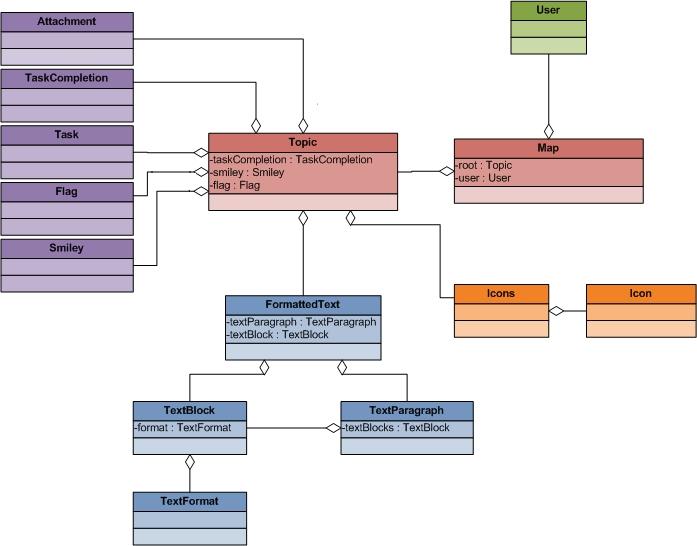 Attachment
User
TaskCompletion
Task
Topic
-taskCompletion : TaskCompletion
-smiley : Smiley
-flag : Flag
Map
-root : Topic
-user : User
Flag
Smiley
FormattedText
-textParagraph : TextParagraph
-textBlock : TextBlock
Icons
Icon
TextBlock
-format : TextFormat
TextParagraph
-textBlocks : TextBlock
TextFormat